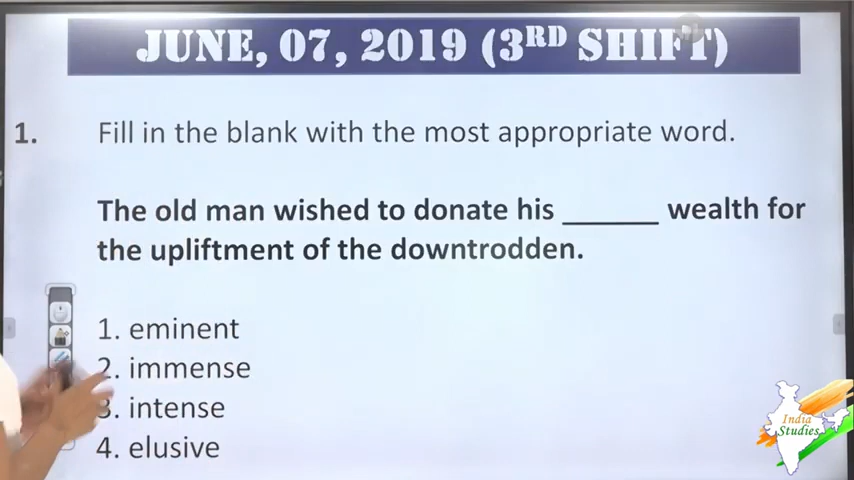 JUNE, 07, 2019 (3RD SHIFT)
1. Fill in the blank with the most appropriate word.
The old man wished to donate his ______ wealth for
the upliftment of the downtrodden.
1. eminent
2. immense
3. intense
4. elusive
India
Studies